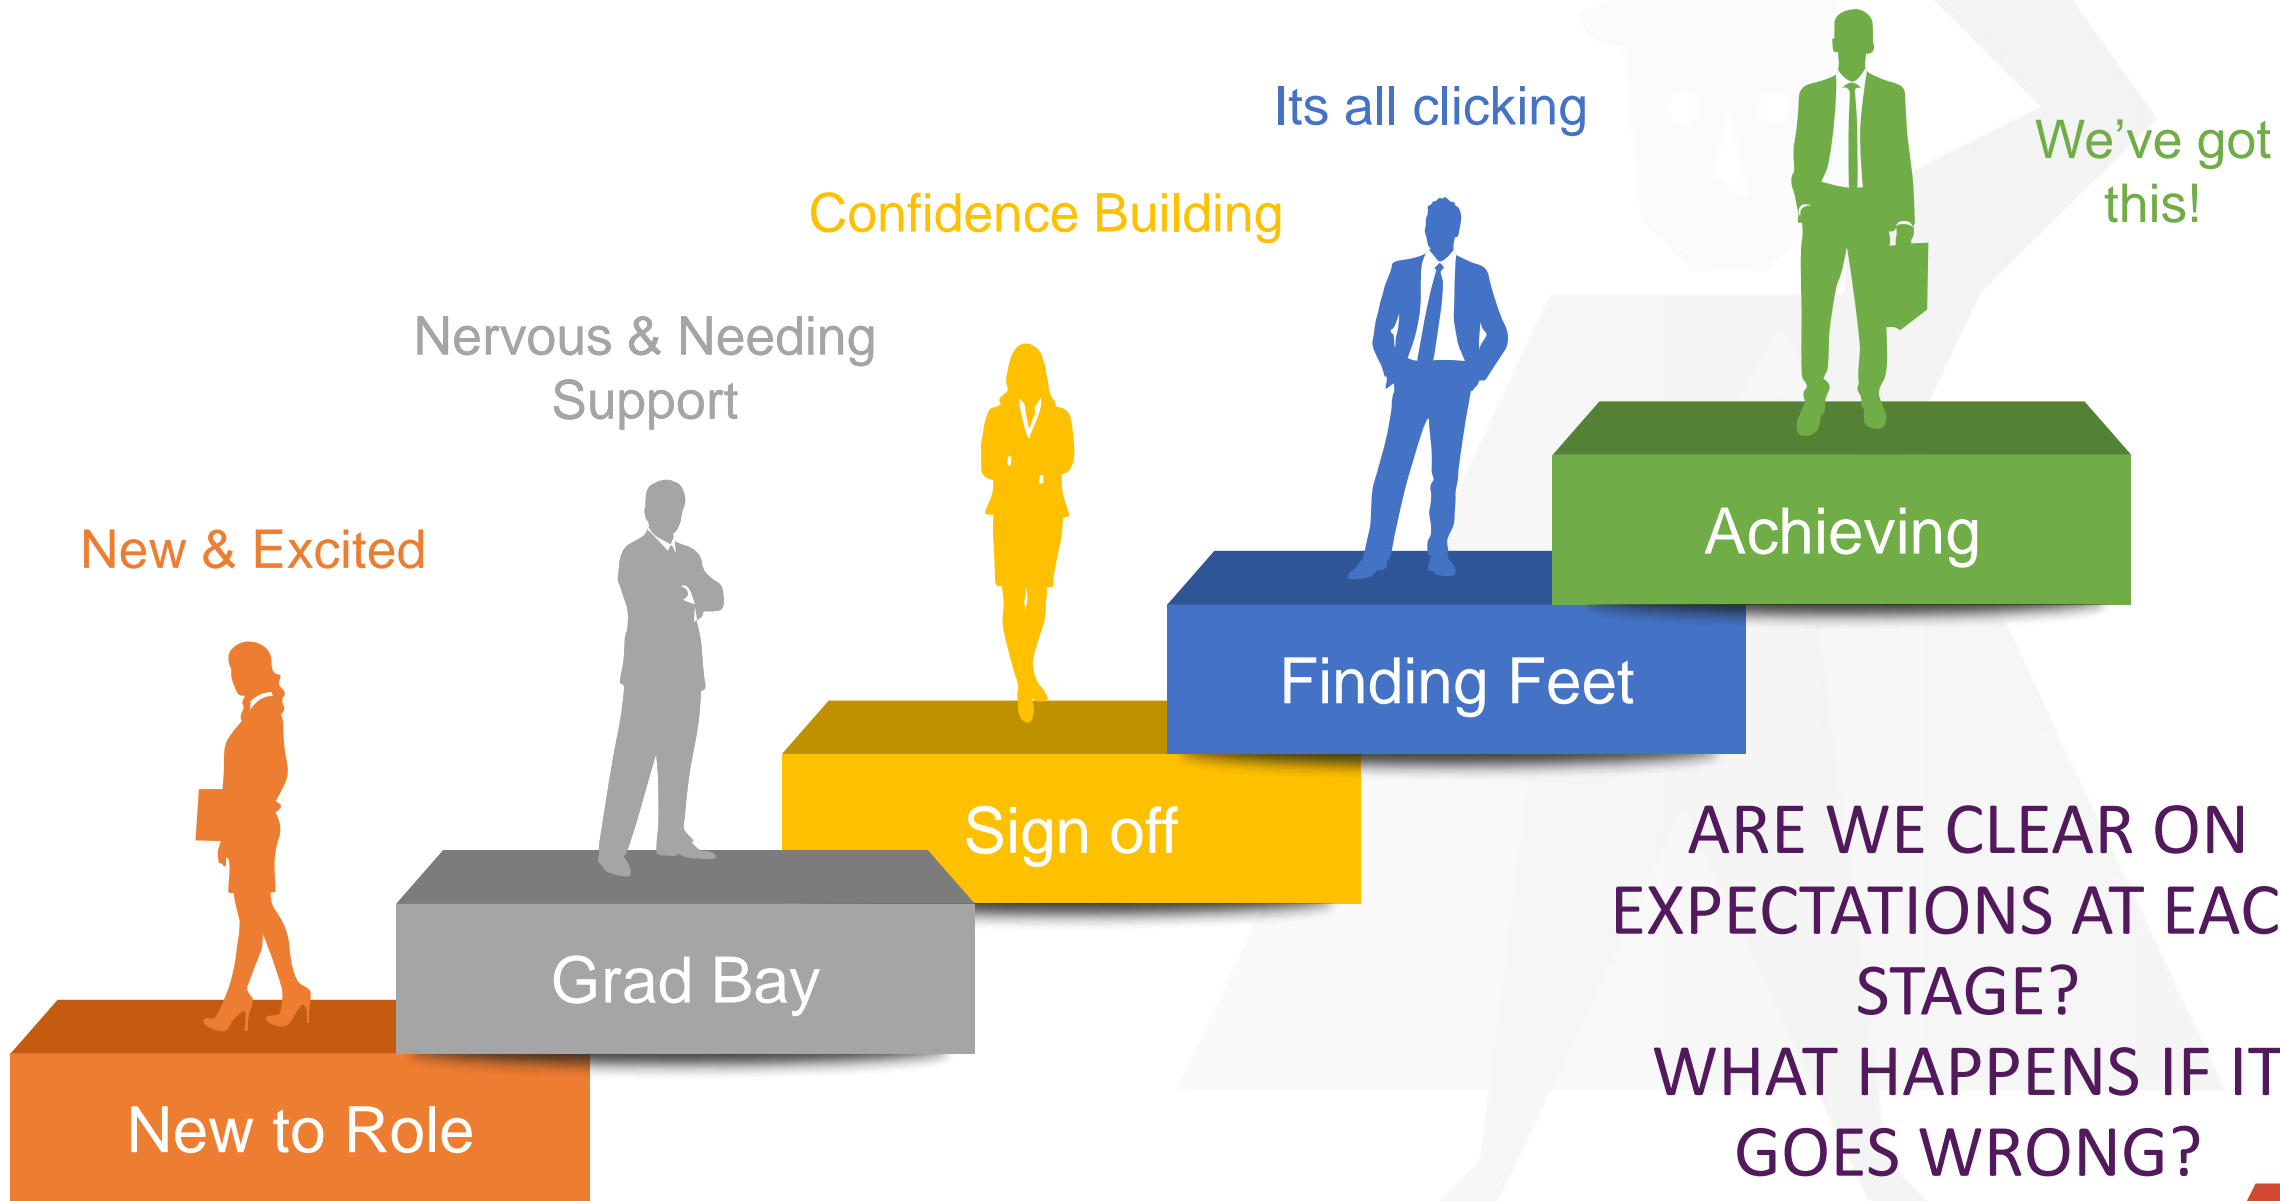 Its all clicking
We've got
this!
Confidence Building
Nervous & Needing
Support
New & Excited
Achieving
Finding Feet
Sign off
Grad Bay
New to Role
ARE WE CLEAR ON
EXPECTATIONS AT EAC
STAGE?
WHAT HAPPENS IF IT
GOES WRONG?